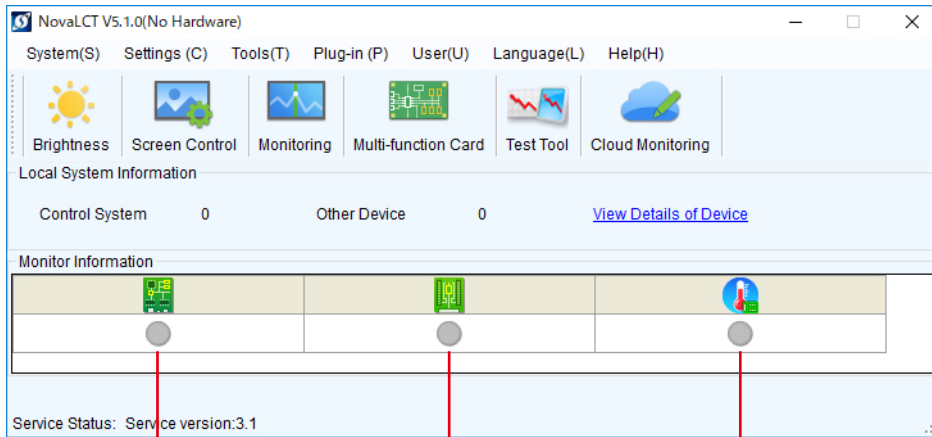 NovaLCT V5.1.0(No Hardware)
System(S) Settings (C) Tools(T) Plug-in (P) User(U) Language(L) Help(H)
Brightness Screen Control Monitoring Multi-function Card Test Tool Cloud Monitoring
Local System Information
Control System 0 Other Device 0 View Details of Device
Monitor Information
Service Status: Service version:3.1